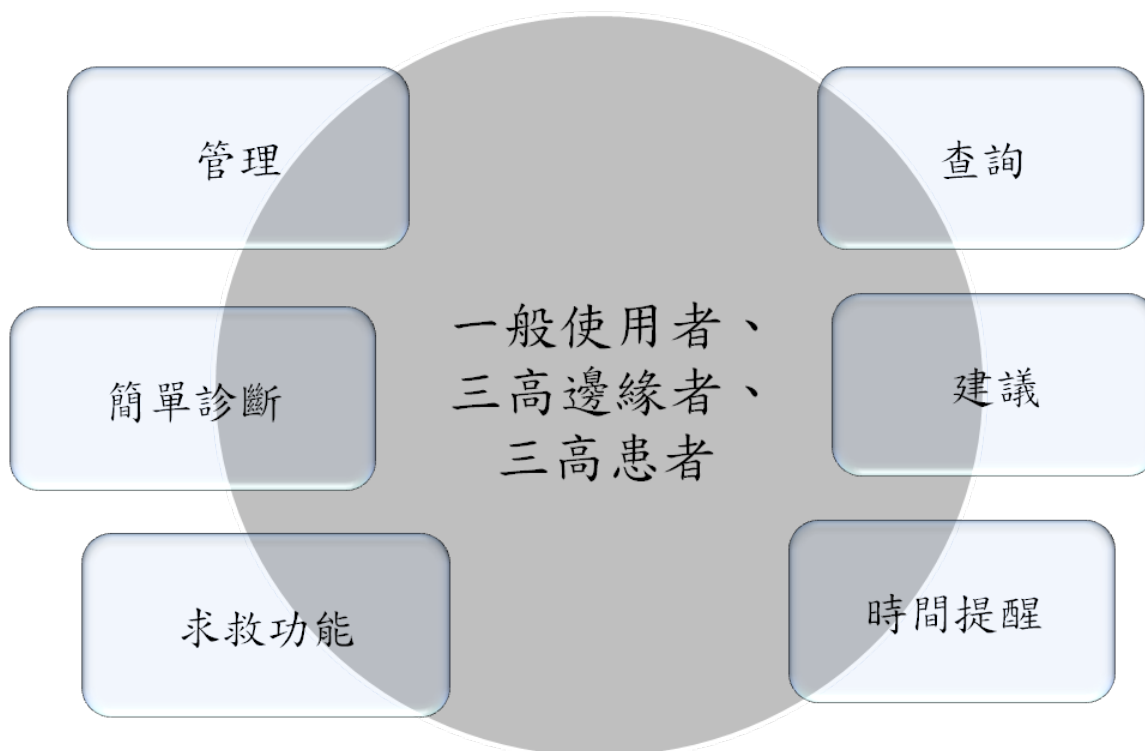 管理
查詢
一般使用者、
三高邊緣者、
三高患者
簡單診斷
建議
求救功能
時間提醒